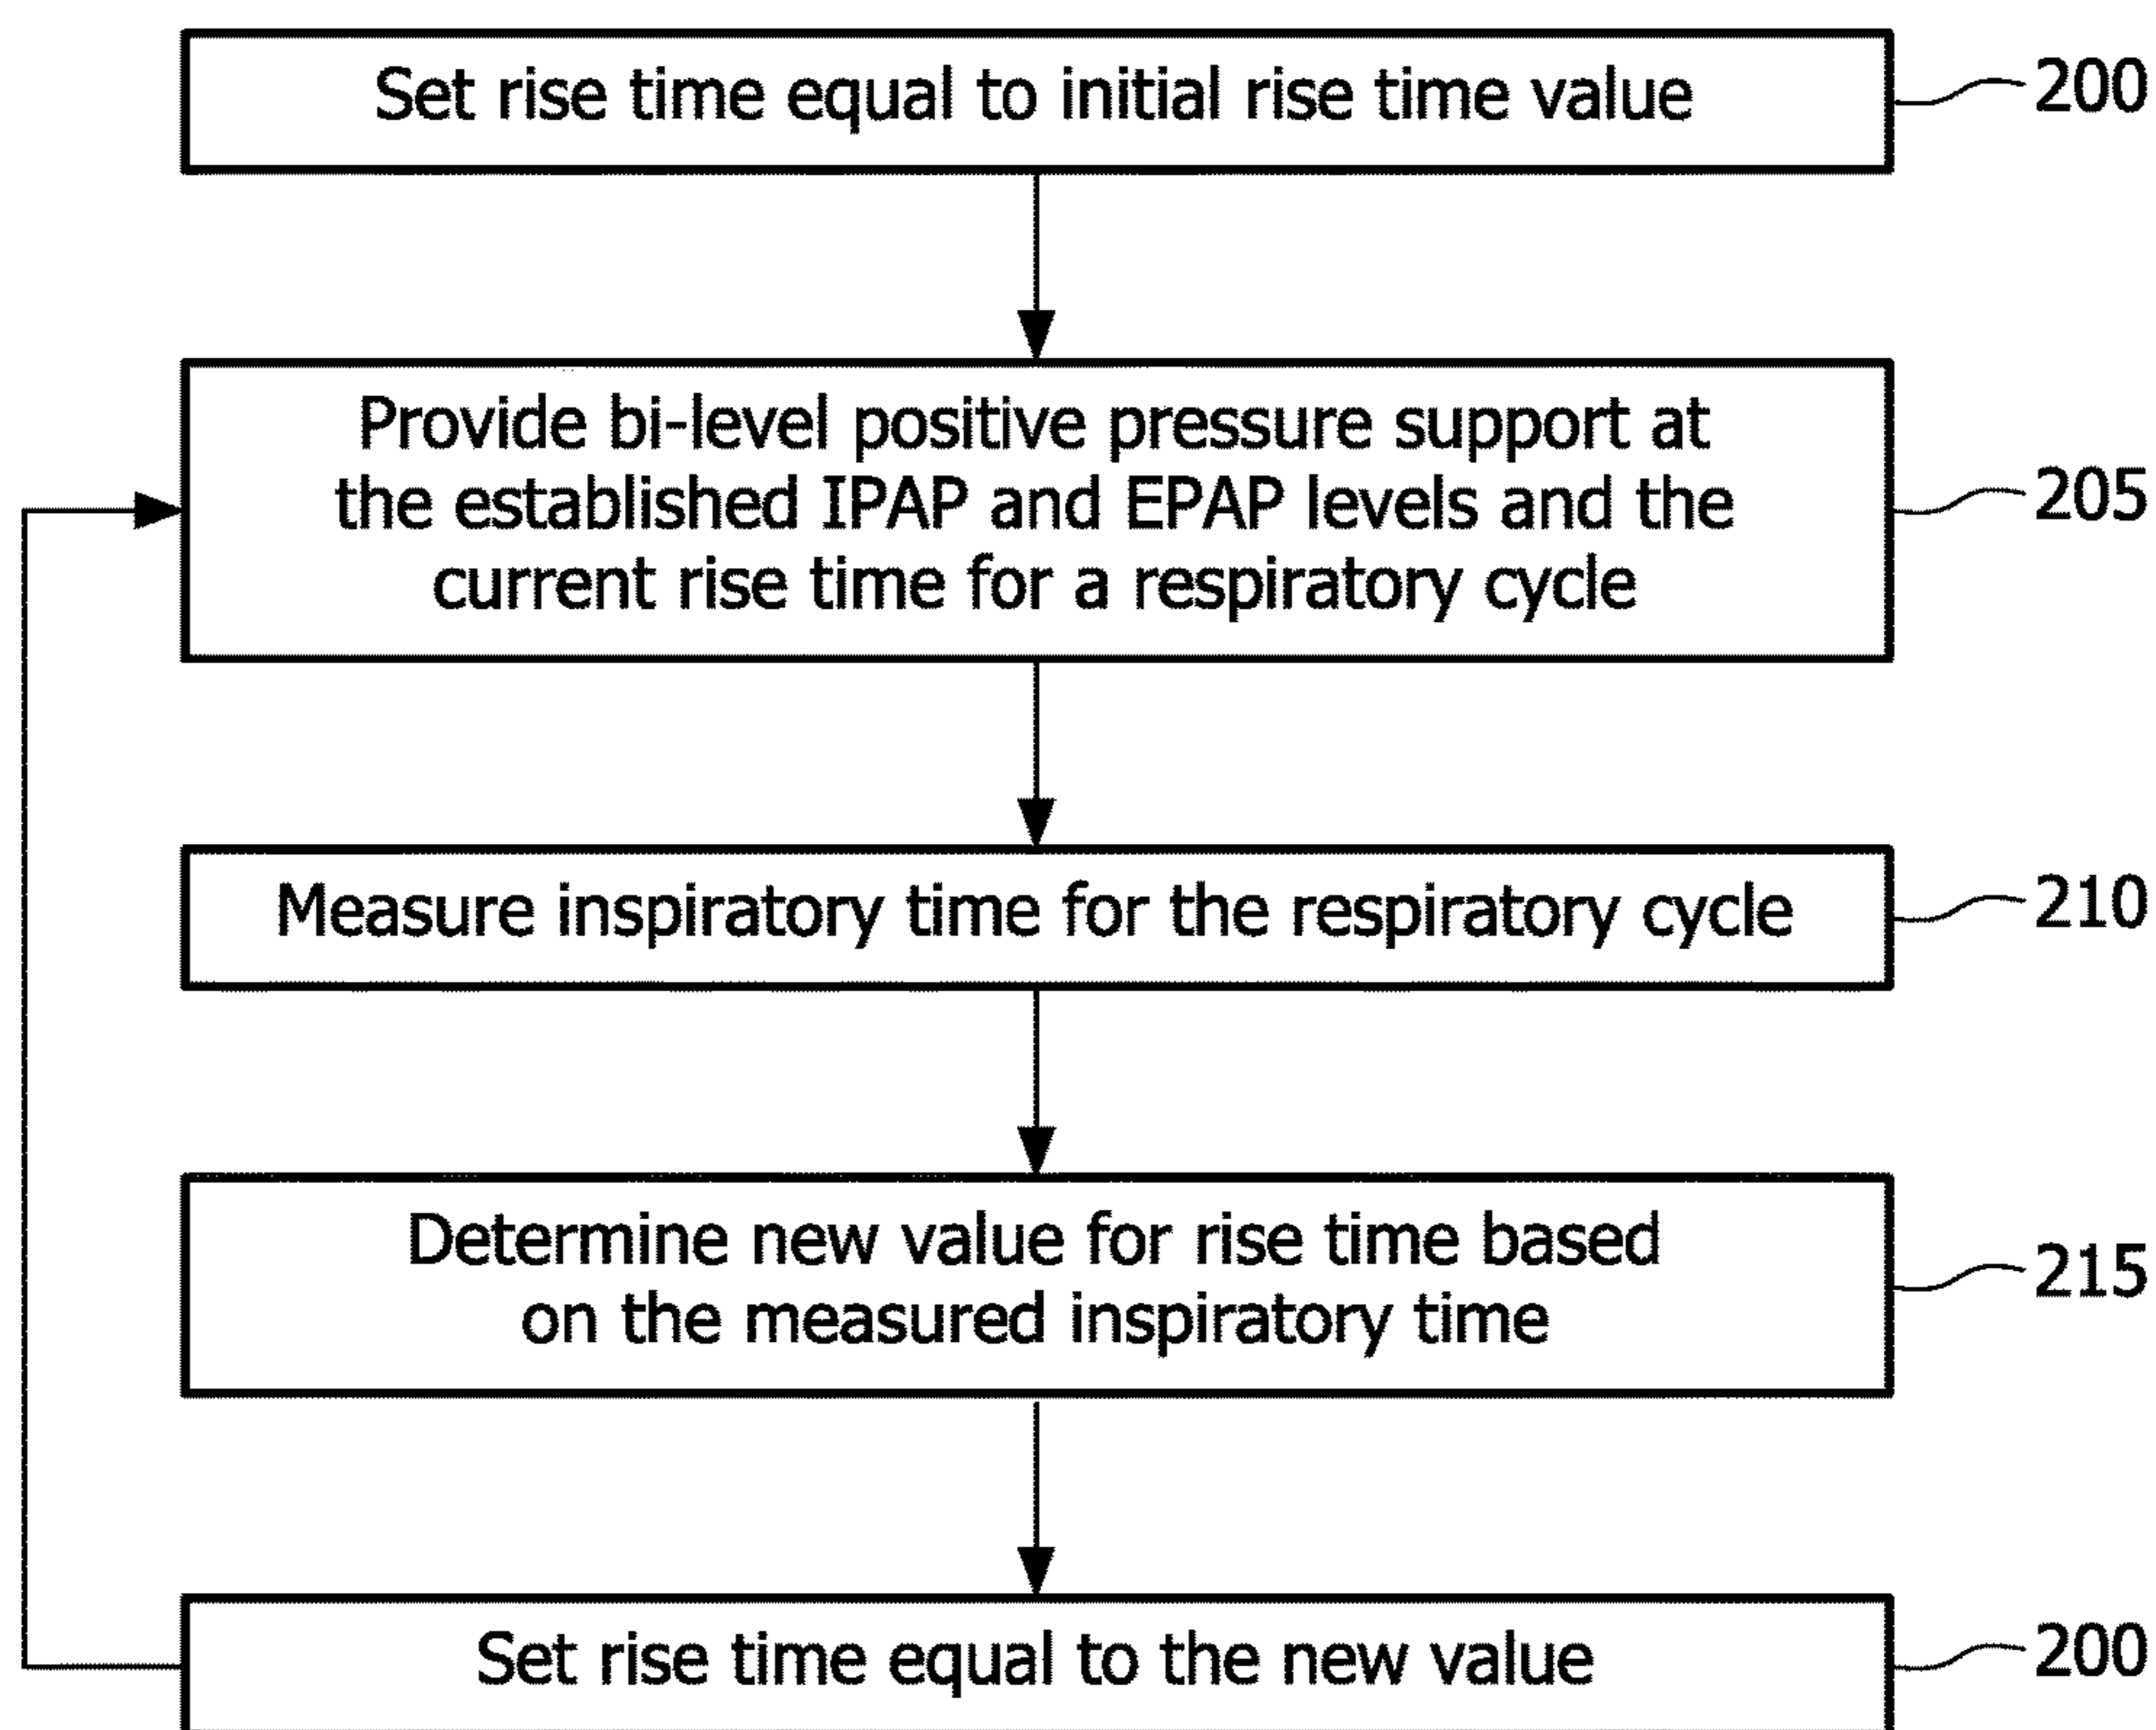 Set rise time equal to initial rise time value
200
Provide bi-level positive pressure support at
the established IPAP and EPAP levels and the
current rise time for a respiratory cycle
205
Measure inspiratory time for the respiratory cycle
210
Determine new value for rise time based
on the measured inspiratory time
215
Set rise time equal to the new value
200